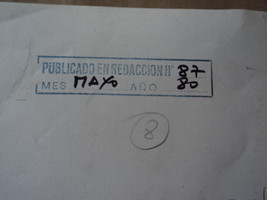 PUBLICADO EN REDACCION Nº 87
MES MAYO AÑO 80
8